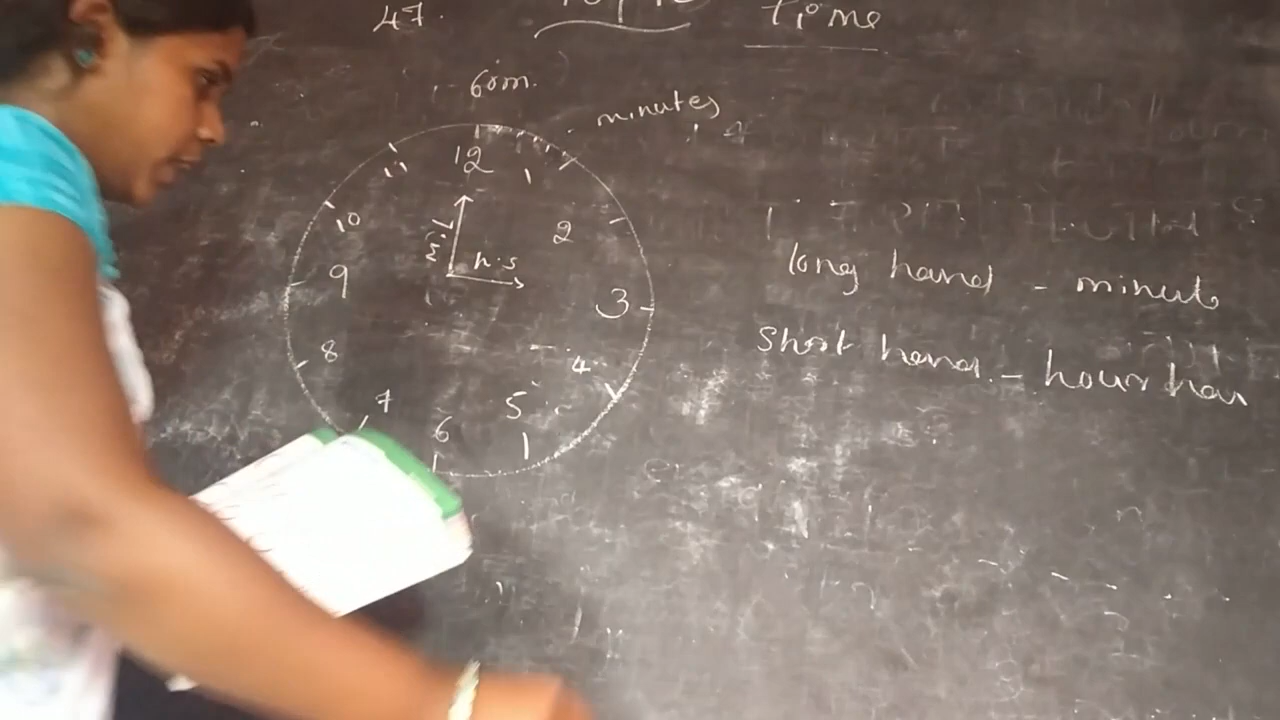 47. Topic Time
60m.
minutes
12
11 1
10 2
h.s
9 3
8 4
7 5
6
long hand - minute
Short hand. - hour han